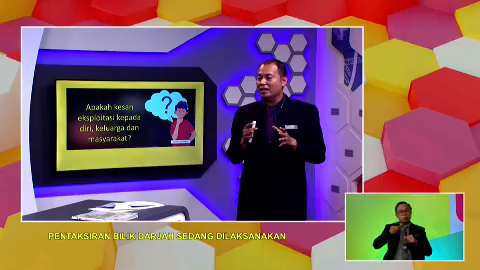 Apakah kesan
eksploitasi kepada
diri, keluarga dan
masyarakat?
PENTAKSIRAN BILIK DARJAH SEDANG DILAKSANAKAN